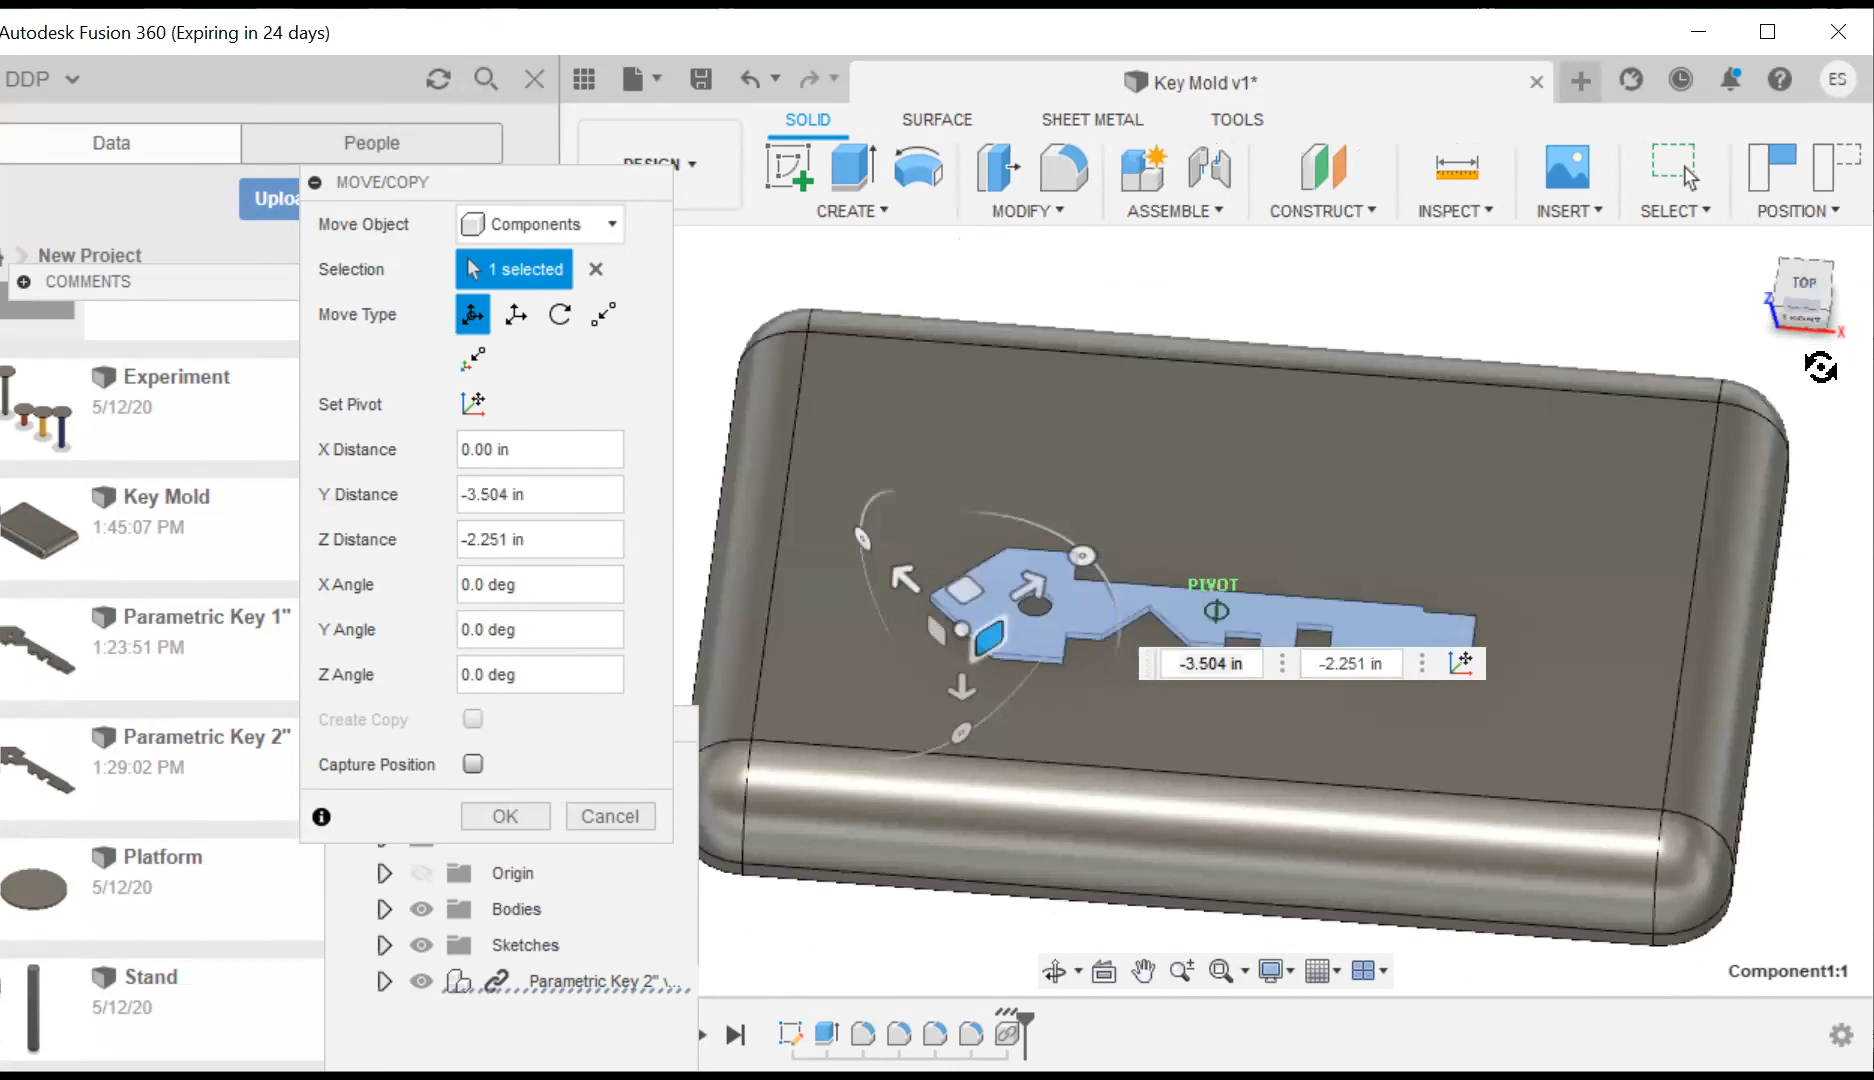 Autodesk Fusion 360 (Expiring in 24 days)
DDP
Key Mold v1*
ES
Data
People
SOLID
SURFACE
SHEET METAL
TOOLS
DESIGN
CREATE
MODIFY
ASSEMBLE
CONSTRUCT
INSPECT
INSERT
SELECT
POSITION
Uploa
New Project
COMMENTS
MOVE/COPY
Move Object
Components
Selection
1 selected
Move Type
Set Pivot
X Distance
0.00 in
Y Distance
-3.504 in
Z Distance
-2.251 in
X Angle
0.0 deg
Y Angle
0.0 deg
Z Angle
0.0 deg
Create Copy
Capture Position
OK
Cancel
Experiment
5/12/20
Key Mold
1:45:07 PM
Parametric Key 1"
1:23:51 PM
Parametric Key 2"
1:29:02 PM
Platform
5/12/20
Stand
5/12/20
Origin
Bodies
Sketches
Parametric Key 2" v...
TOP
FRONT
Z
X
PIVOT
-3.504 in
-2.251 in
Component1:1